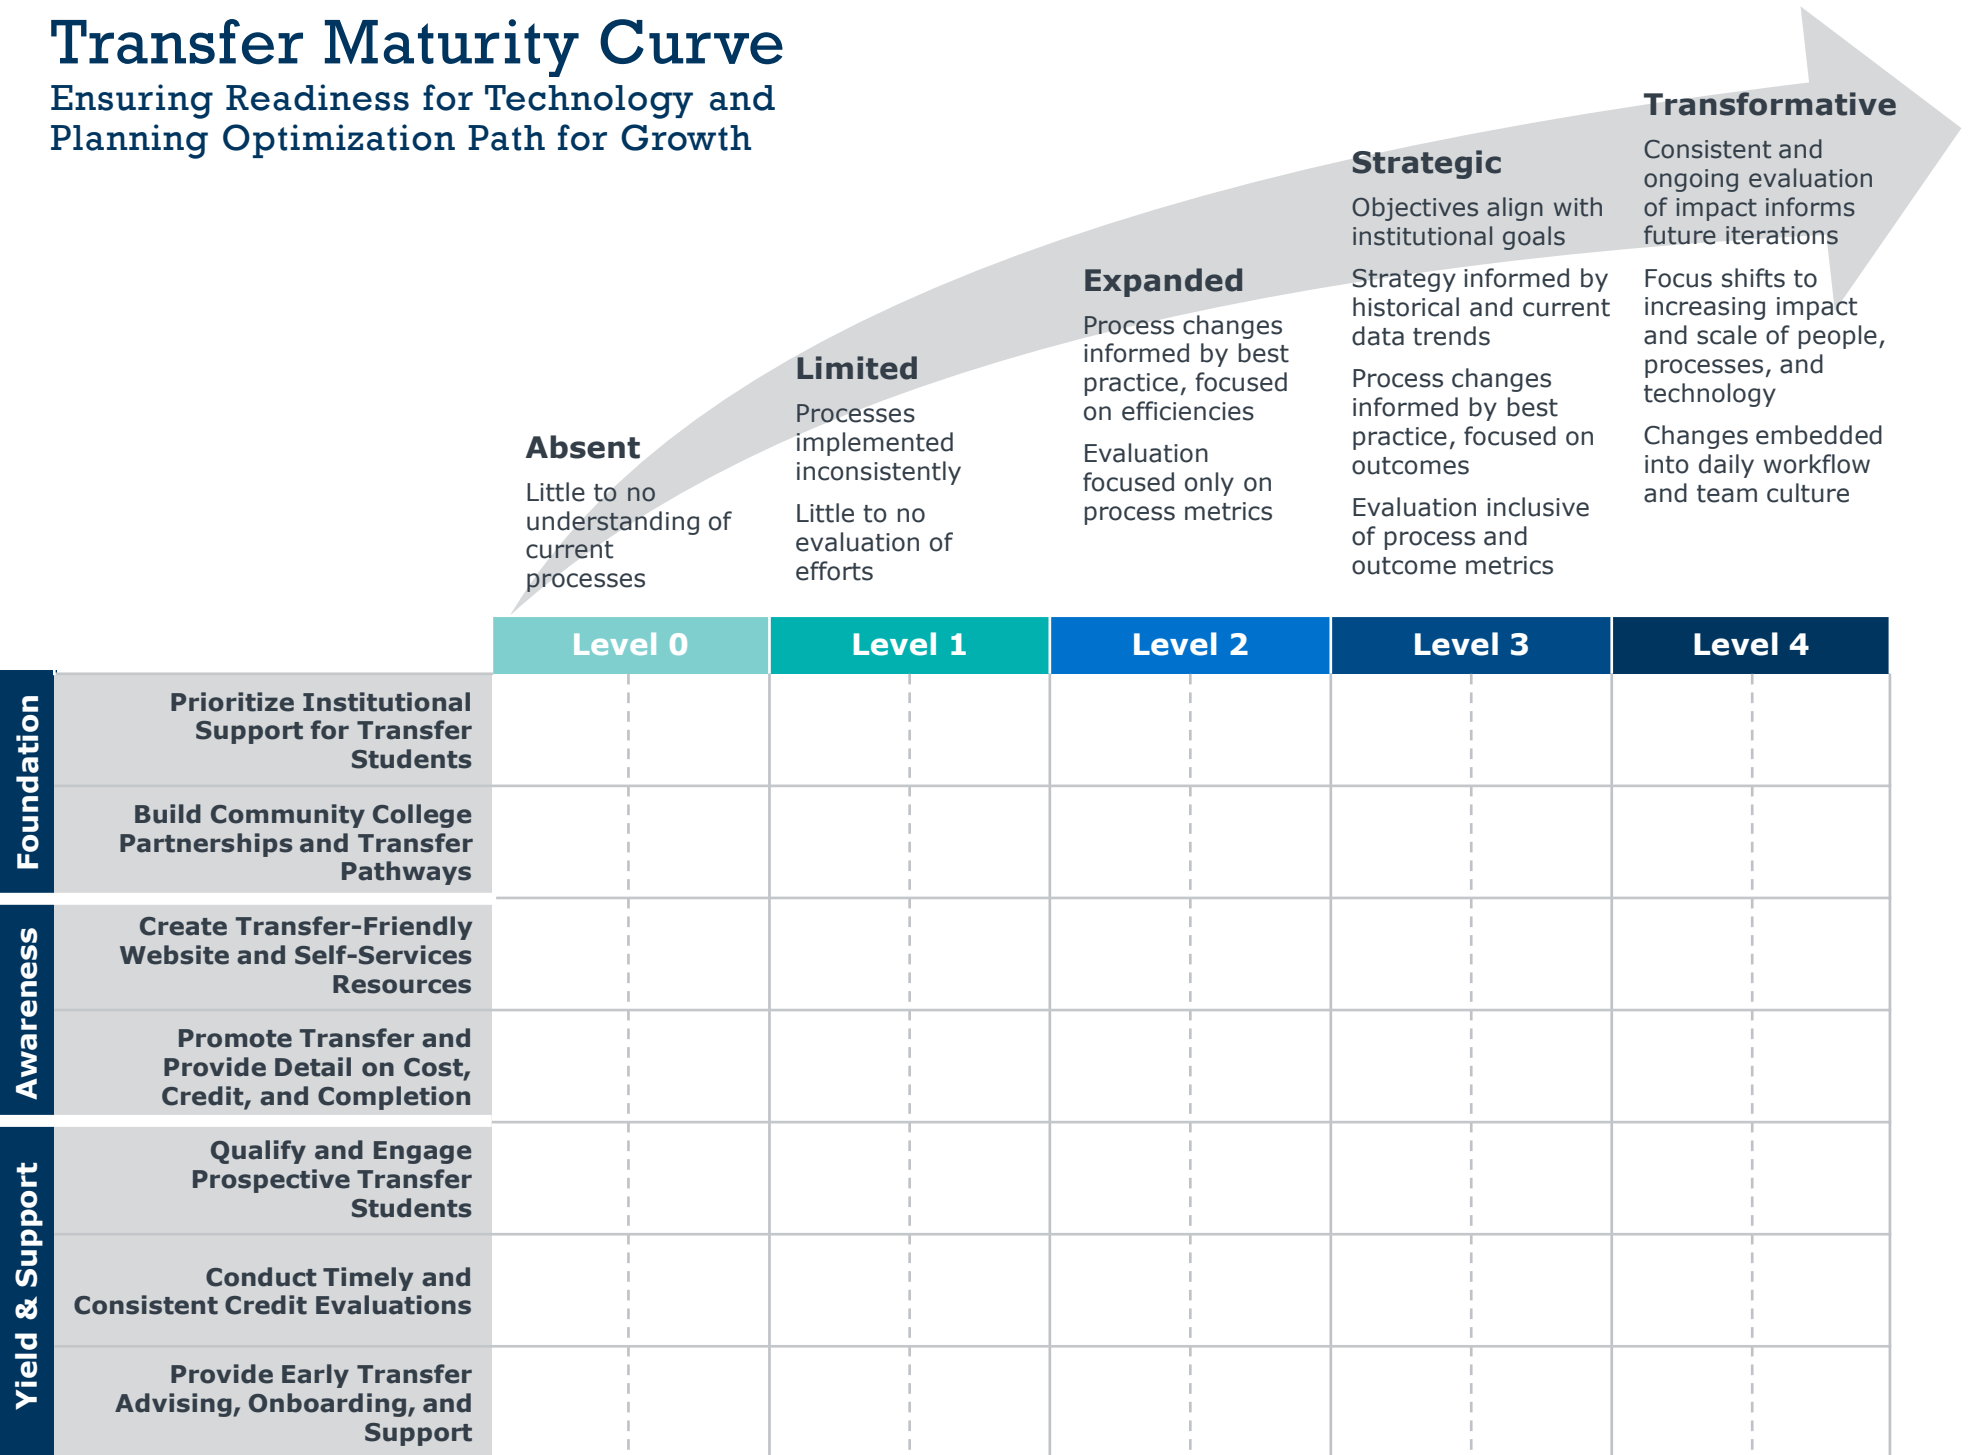 Transfer Maturity Curve
Ensuring Readiness for Technology and
Planning Optimization Path for Growth
Absent
Little to no
understanding of
current
processes
Limited
Processes
implemented
inconsistently
Little to no
evaluation of
efforts
Expanded
Process changes
informed by best
practice, focused
on efficiencies
Evaluation
focused only on
process metrics
Strategic
Objectives align with
institutional goals
Strategy informed by
historical and current
data trends
Process changes
informed by best
practice, focused on
outcomes
Evaluation inclusive
of process and
outcome metrics
Transformative
Consistent and
ongoing evaluation
of impact informs
future iterations
Focus shifts to
increasing impact
and scale of people,
processes, and
technology
Changes embedded
into daily workflow
and team culture
Level 0
Level 1
Level 2
Level 3
Level 4
Foundation
Prioritize Institutional
Support for Transfer
Students
Build Community College
Partnerships and Transfer
Pathways
Awareness
Create Transfer-Friendly
Website and Self-Services
Resources
Promote Transfer and
Provide Detail on Cost,
Credit, and Completion
Yield & Support
Qualify and Engage
Prospective Transfer
Students
Conduct Timely and
Consistent Credit Evaluations
Provide Early Transfer
Advising, Onboarding, and
Support